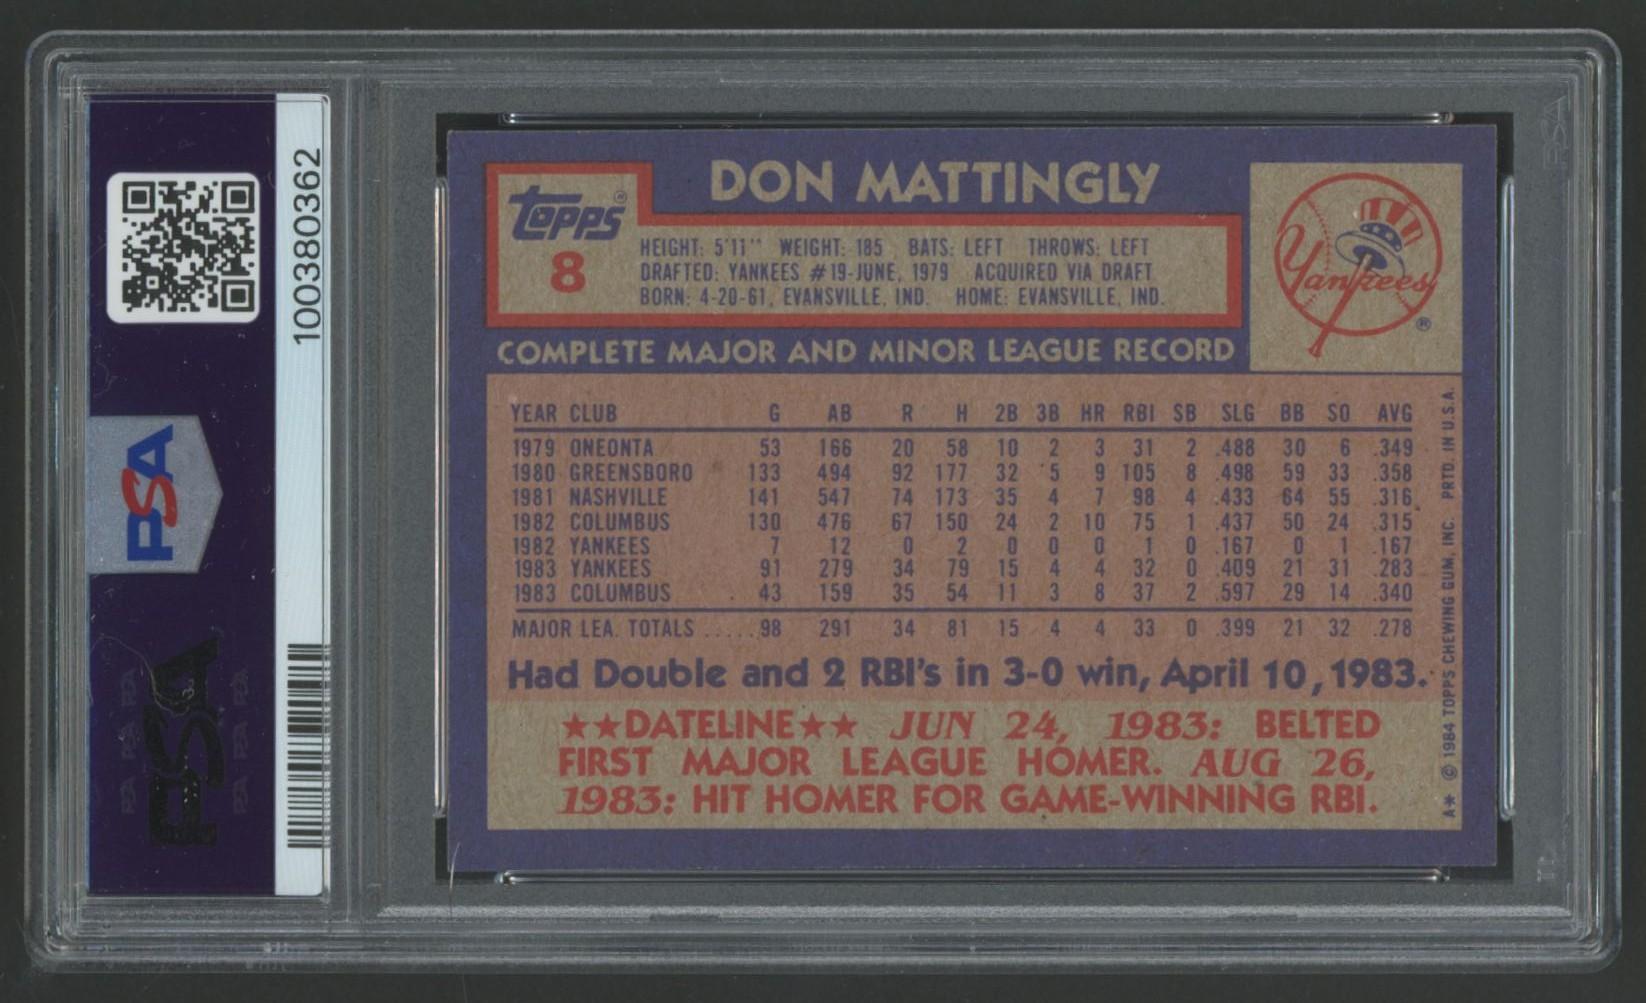 PSA
100380362
PSA
Topps®
8
DON MATTINGLY
HEIGHT: 5'11" WEIGHT: 185 BATS: LEFT THROWS: LEFT
DRAFTED: YANKEES #19-JUNE, 1979 ACQUIRED VIA DRAFT
BORN: 4-20-61, EVANSVILLE, IND. HOME: EVANSVILLE, IND.
Yankees®
COMPLETE MAJOR AND MINOR LEAGUE RECORD
YEAR CLUB G AB R H 2B 3B HR RBI SB SLG BB SO AVG
1979 ONEONTA 53 166 20 58 10 2 3 31 2 .488 30 6 .349
1980 GREENSBORO 133 494 92 177 32 5 9 105 8 .498 59 33 .358
1981 NASHVILLE 141 547 74 173 35 4 7 98 4 .433 64 55 .316
1982 COLUMBUS 130 476 67 150 24 2 10 75 1 .437 50 24 .315
1982 YANKEES 7 12 0 2 0 0 0 1 0 .167 0 1 .167
1983 YANKEES 91 279 34 79 15 4 4 32 0 .409 21 31 .283
1983 COLUMBUS 43 159 35 54 11 3 8 37 2 .597 29 14 .340
MAJOR LEA. TOTALS .....98 291 34 81 15 4 4 33 0 .399 21 32 .278
Had Double and 2 RBI's in 3-0 win, April 10, 1983.
★★DATELINE★★ JUN 24, 1983: BELTED
FIRST MAJOR LEAGUE HOMER. AUG 26,
1983: HIT HOMER FOR GAME-WINNING RBI.
A* © 1984 TOPPS CHEWING GUM, INC. PRTD. IN U.S.A.
PSA